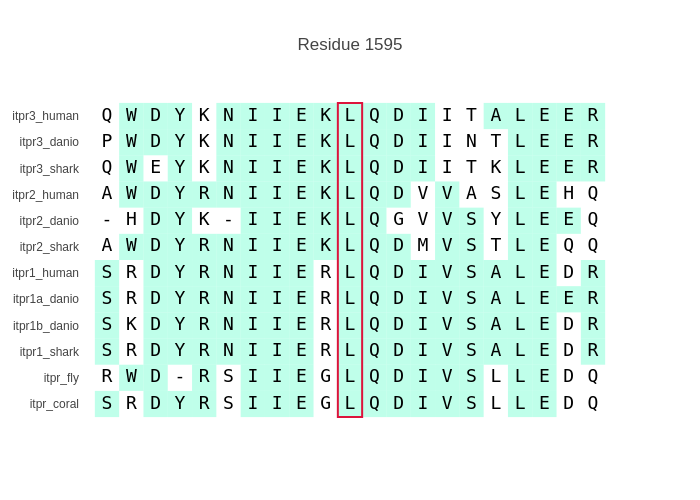 Residue 1595
itpr3_human Q W D Y K N I I E K L Q D I I T A L E E R
itpr3_danio P W D Y K N I I E K L Q D I I N T L E E R
itpr3_shark Q W E Y K N I I E K L Q D I I T K L E E R
itpr2_human A W D Y R N I I E K L Q D V V A S L E H Q
itpr2_danio - H D Y K - I I E K L Q G V V S Y L E E Q
itpr2_shark A W D Y R N I I E K L Q D M V S T L E Q Q
itpr1_human S R D Y R N I I E R L Q D I V S A L E D R
itpr1a_danio S R D Y R N I I E R L Q D I V S A L E E R
itpr1b_danio S K D Y R N I I E R L Q D I V S A L E D R
itpr1_shark S R D Y R N I I E R L Q D I V S A L E D R
itpr_fly R W D - R S I I E G L Q D I V S L L E D Q
itpr_coral S R D Y R S I I E G L Q D I V S L L E D Q